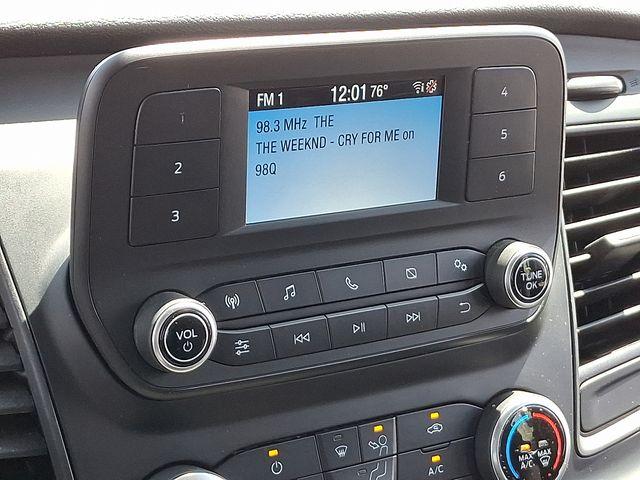 FM 1 12:01 76°
98.3 MHz THE
THE WEEKND - CRY FOR ME on
98Q
1
2
3
4
5
6
VOL
TUNE
OK
A/C
MAX
A/C
MAX